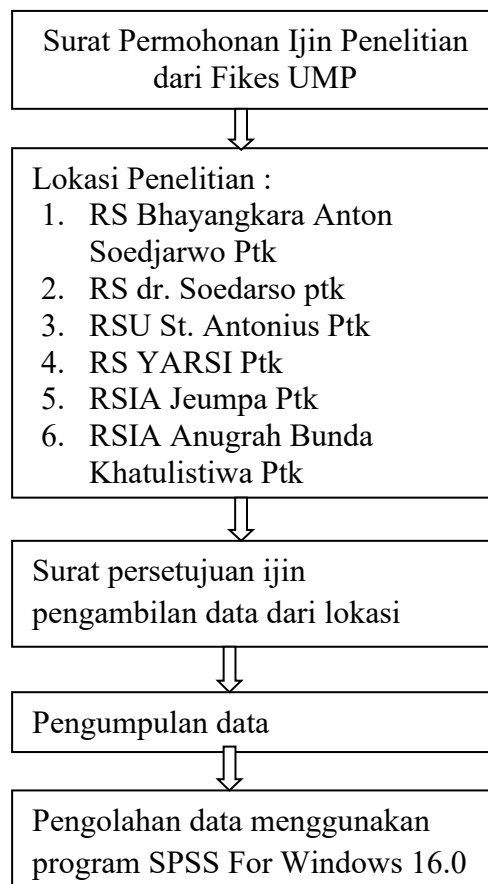 Surat Permohonan Ijin Penelitian
dari Fikes UMP
Lokasi Penelitian :
1. RS Bhayangkara Anton
Soedjarwo Ptk
2. RS dr. Soedarso ptk
3. RSU St. Antonius Ptk
4. RS YARSI Ptk
5. RSIA Jeumpa Ptk
6. RSIA Anugrah Bunda
Khatulistiwa Ptk
Surat persetujuan ijin
pengambilan data dari lokasi
Pengumpulan data
Pengolahan data menggunakan
program SPSS For Windows 16.0